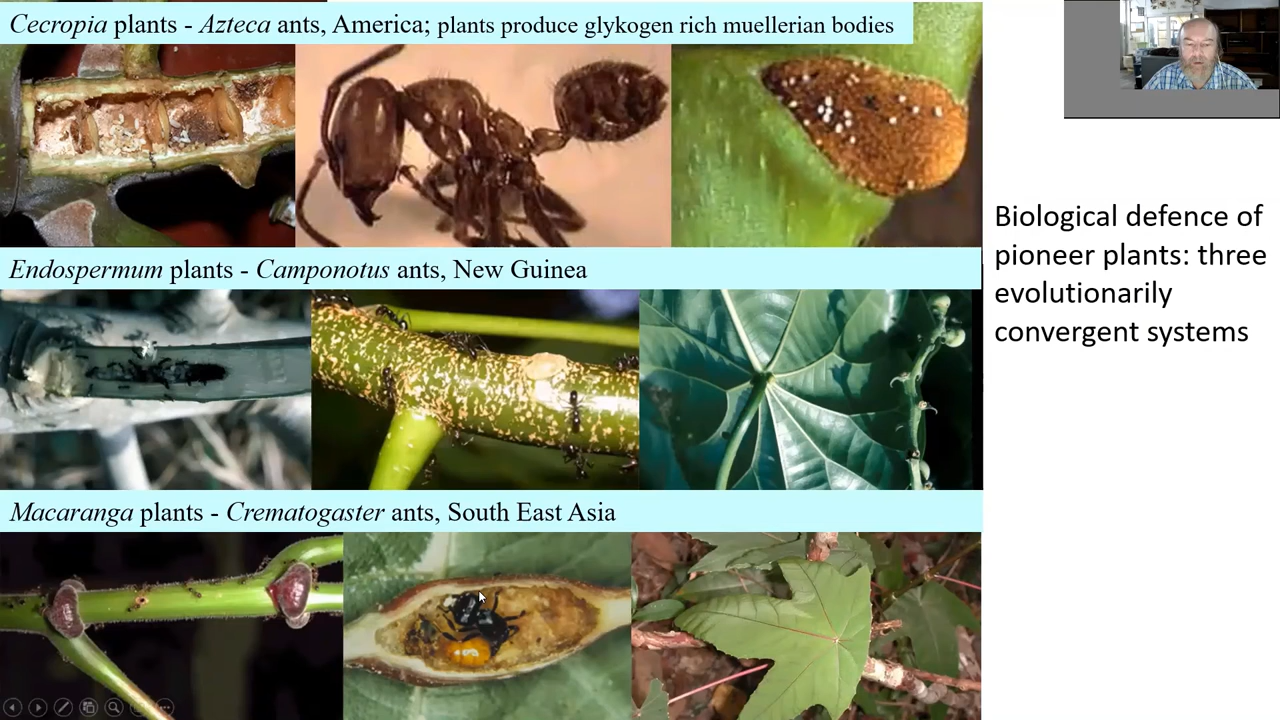 Cecropia plants - Azteca ants, America; plants produce glykogen rich muellerian bodies
Endospermum plants - Camponotus ants, New Guinea
Macaranga plants - Crematogaster ants, South East Asia
Biological defence of
pioneer plants: three
evolutionarily
convergent systems